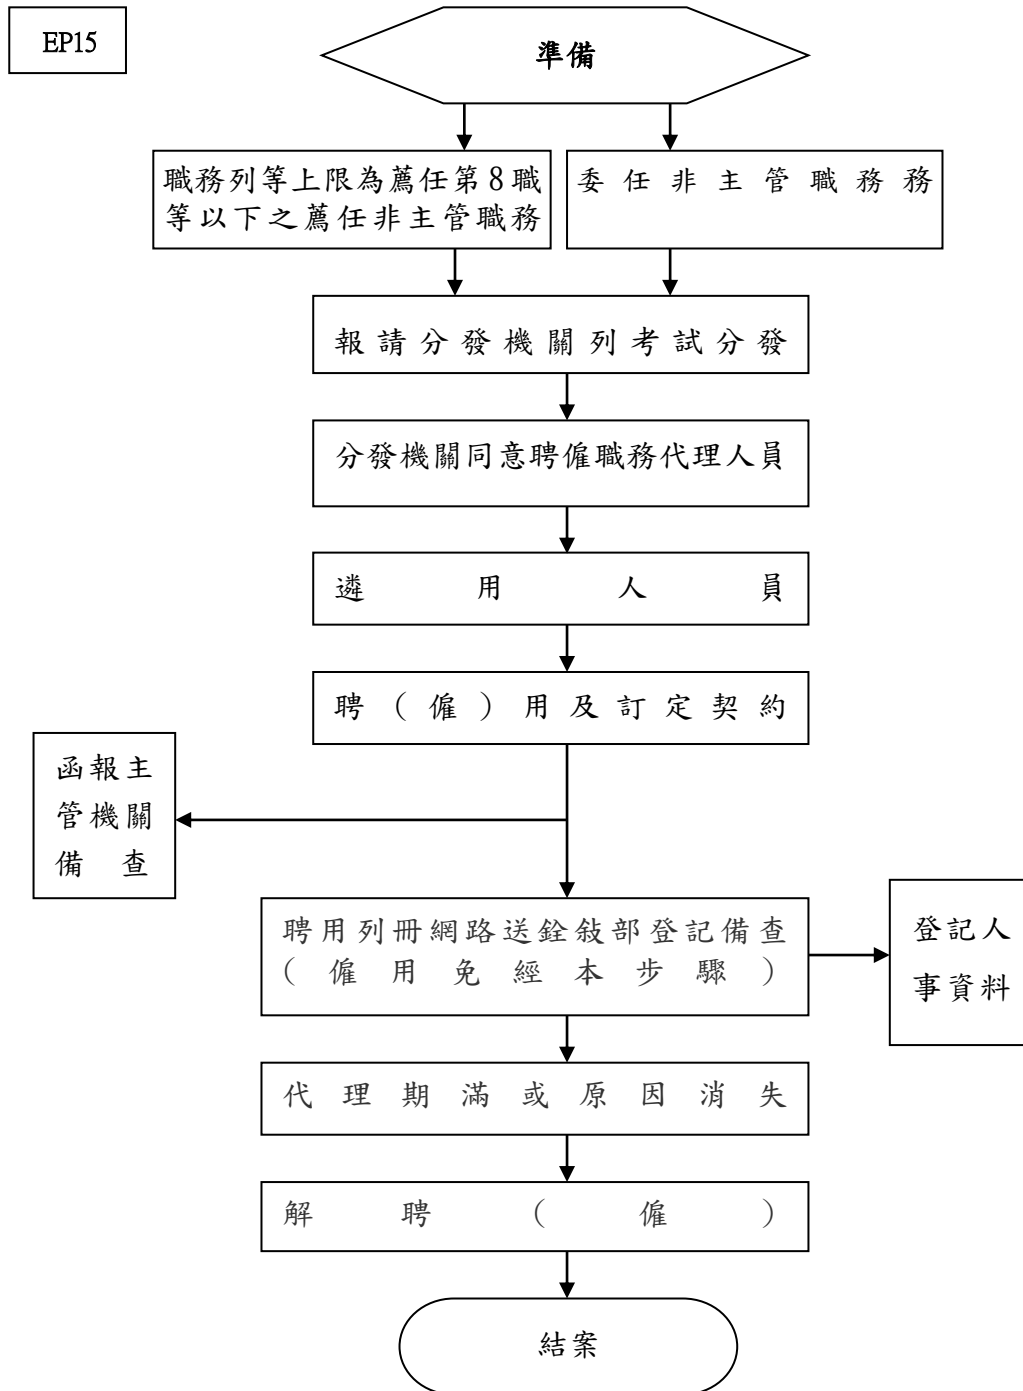 EP15
準備
職務列等上限為薦任第8職
等以下之薦任非主管職務
委任非主管職務務
報請分發機關列考試分發
分發機關同意聘僱職務代理人員
遴用人員
聘（僱）用及訂定契約
函報主
管機關
備查
聘用列冊網路送銓敍部登記備查
（僱用免經本步驟）
登記人
事資料
代理期滿或原因消失
解聘（僱）
結案